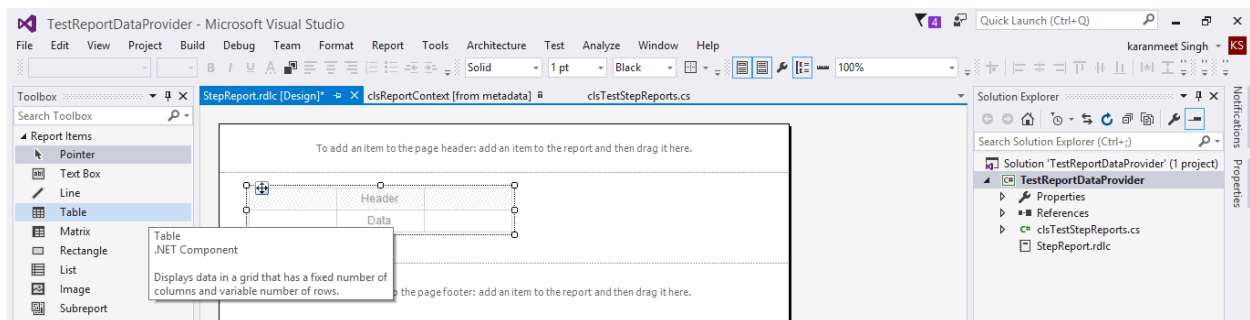 TestReportDataProvider - Microsoft Visual Studio
4
Quick Launch (Ctrl+Q)
File Edit View Project Build Debug Team Format Report Tools Architecture Test Analyze Window Help
karanmeet Singh
KS
B I U A
Solid
1 pt
Black
100%
Toolbox
StepReport.rdlc [Design]*
clsReportContext [from metadata]
clsTestStepReports.cs
Solution Explorer
Notifications
Properties
Search Toolbox
Report Items
Pointer
Text Box
Line
Table
Matrix
Rectangle
List
Image
Subreport
To add an item to the page header: add an item to the report and then drag it here.
Header
Data
Table
.NET Component
Displays data in a grid that has a fixed number of
columns and variable number of rows.
the page footer: add an item to the report and then drag it here.
Search Solution Explorer (Ctrl+;)
Solution 'TestReportDataProvider' (1 project)
C# TestReportDataProvider
Properties
References
C# clsTestStepReports.cs
StepReport.rdlc